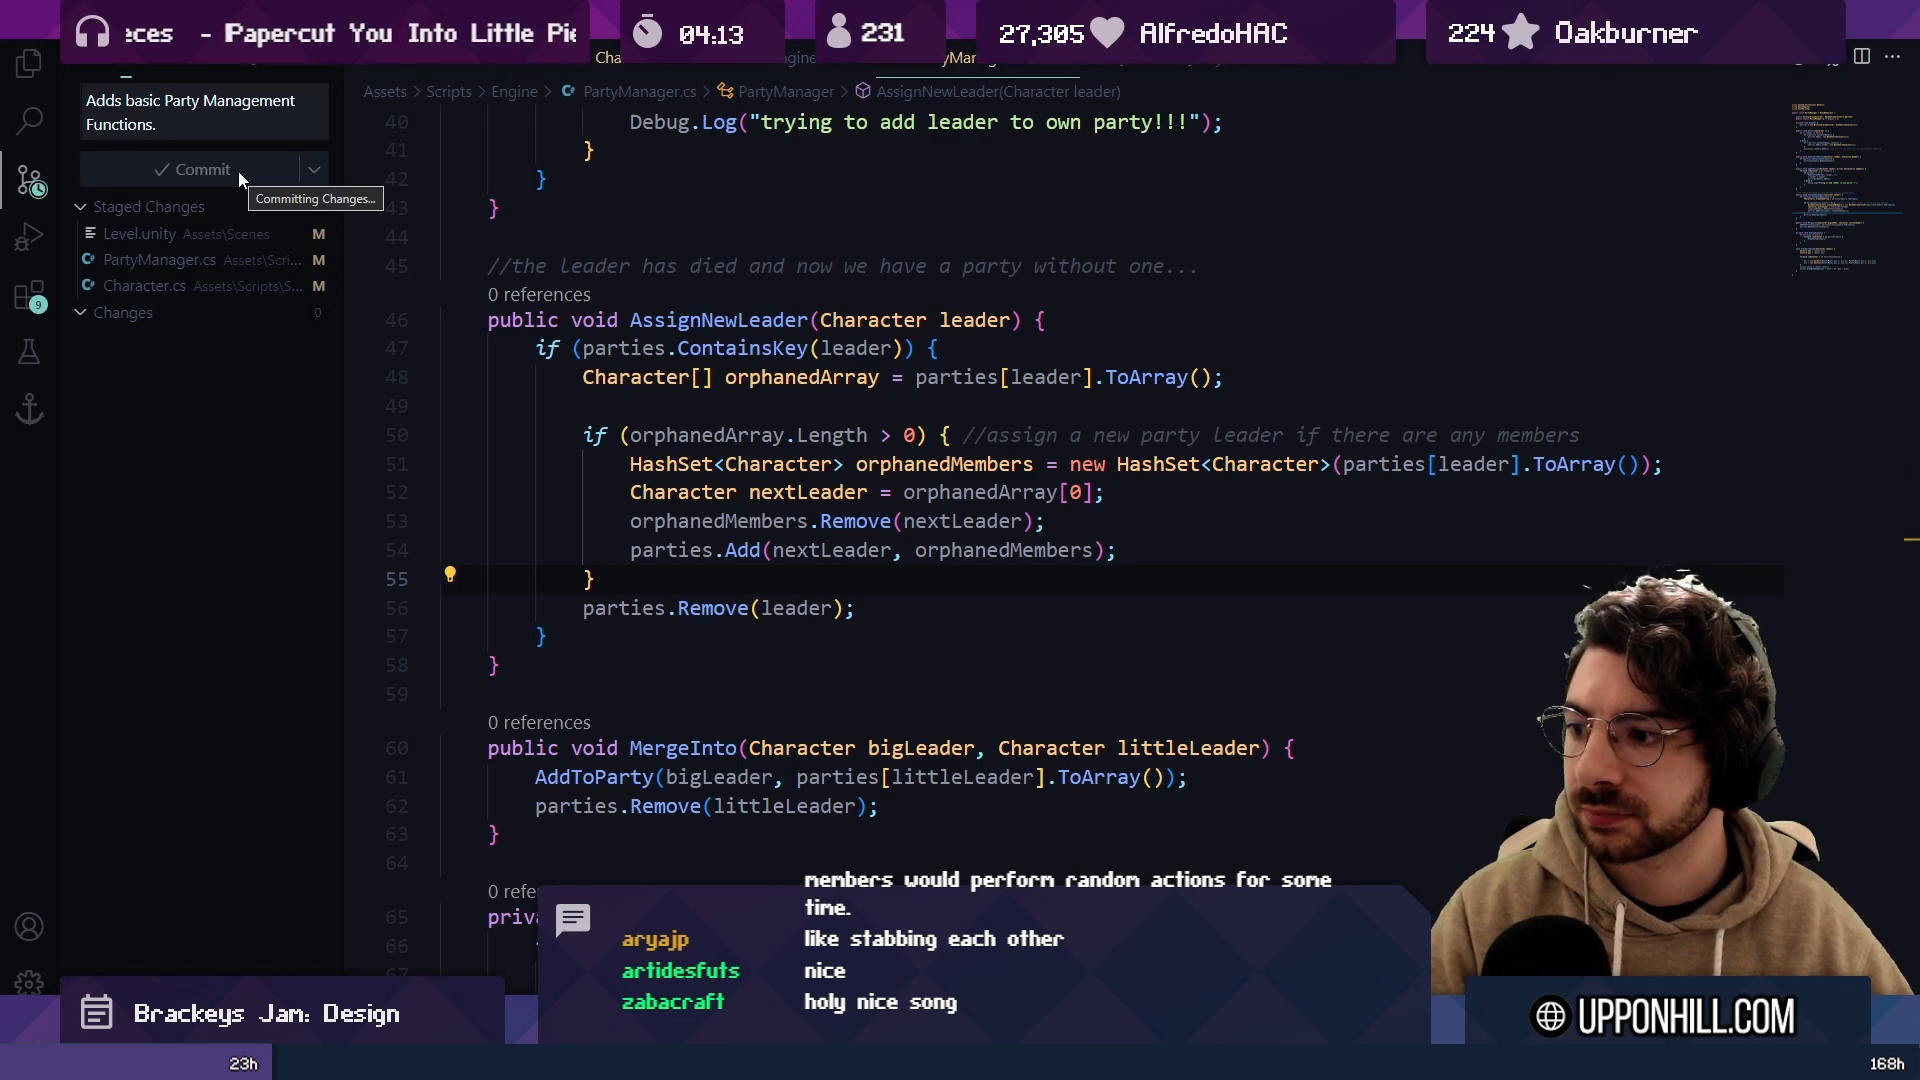 eces - Papercut You Into Little Pie
04:13
231
27,305 AlfredoHAC
224 Oakburner
Adds basic Party Management
Functions.
Commit
Committing Changes...
Staged Changes
Level.unity Assets\Scenes M
PartyManager.cs Assets\Scri... M
Character.cs Assets\Scripts\S... M
Changes 0
9
Assets > Scripts > Engine > PartyManager.cs > PartyManager > AssignNewLeader(Character leader)
40 Debug.Log("trying to add leader to own party!!!");
41 }
42 }
43 }
44
45 //the leader has died and now we have a party without one...
0 references
46 public void AssignNewLeader(Character leader) {
47 if (parties.ContainsKey(leader)) {
48 Character[] orphanedArray = parties[leader].ToArray();
49
50 if (orphanedArray.Length > 0) { //assign a new party leader if there are any members
51 HashSet<Character> orphanedMembers = new HashSet<Character>(parties[leader].ToArray());
52 Character nextLeader = orphanedArray[0];
53 orphanedMembers.Remove(nextLeader);
54 parties.Add(nextLeader, orphanedMembers);
55 }
56 parties.Remove(leader);
57 }
58 }
59
0 references
60 public void MergeInto(Character bigLeader, Character littleLeader) {
61 AddToParty(bigLeader, parties[littleLeader].ToArray());
62 parties.Remove(littleLeader);
63 }
64
0 refe
65 priva
66
67
members would perform random actions for some
time.
aryajp like stabbing each other
artidesfuts nice
zabacraft holy nice song
Brackeys Jam: Design
UPPONHILL.COM
23h
168h